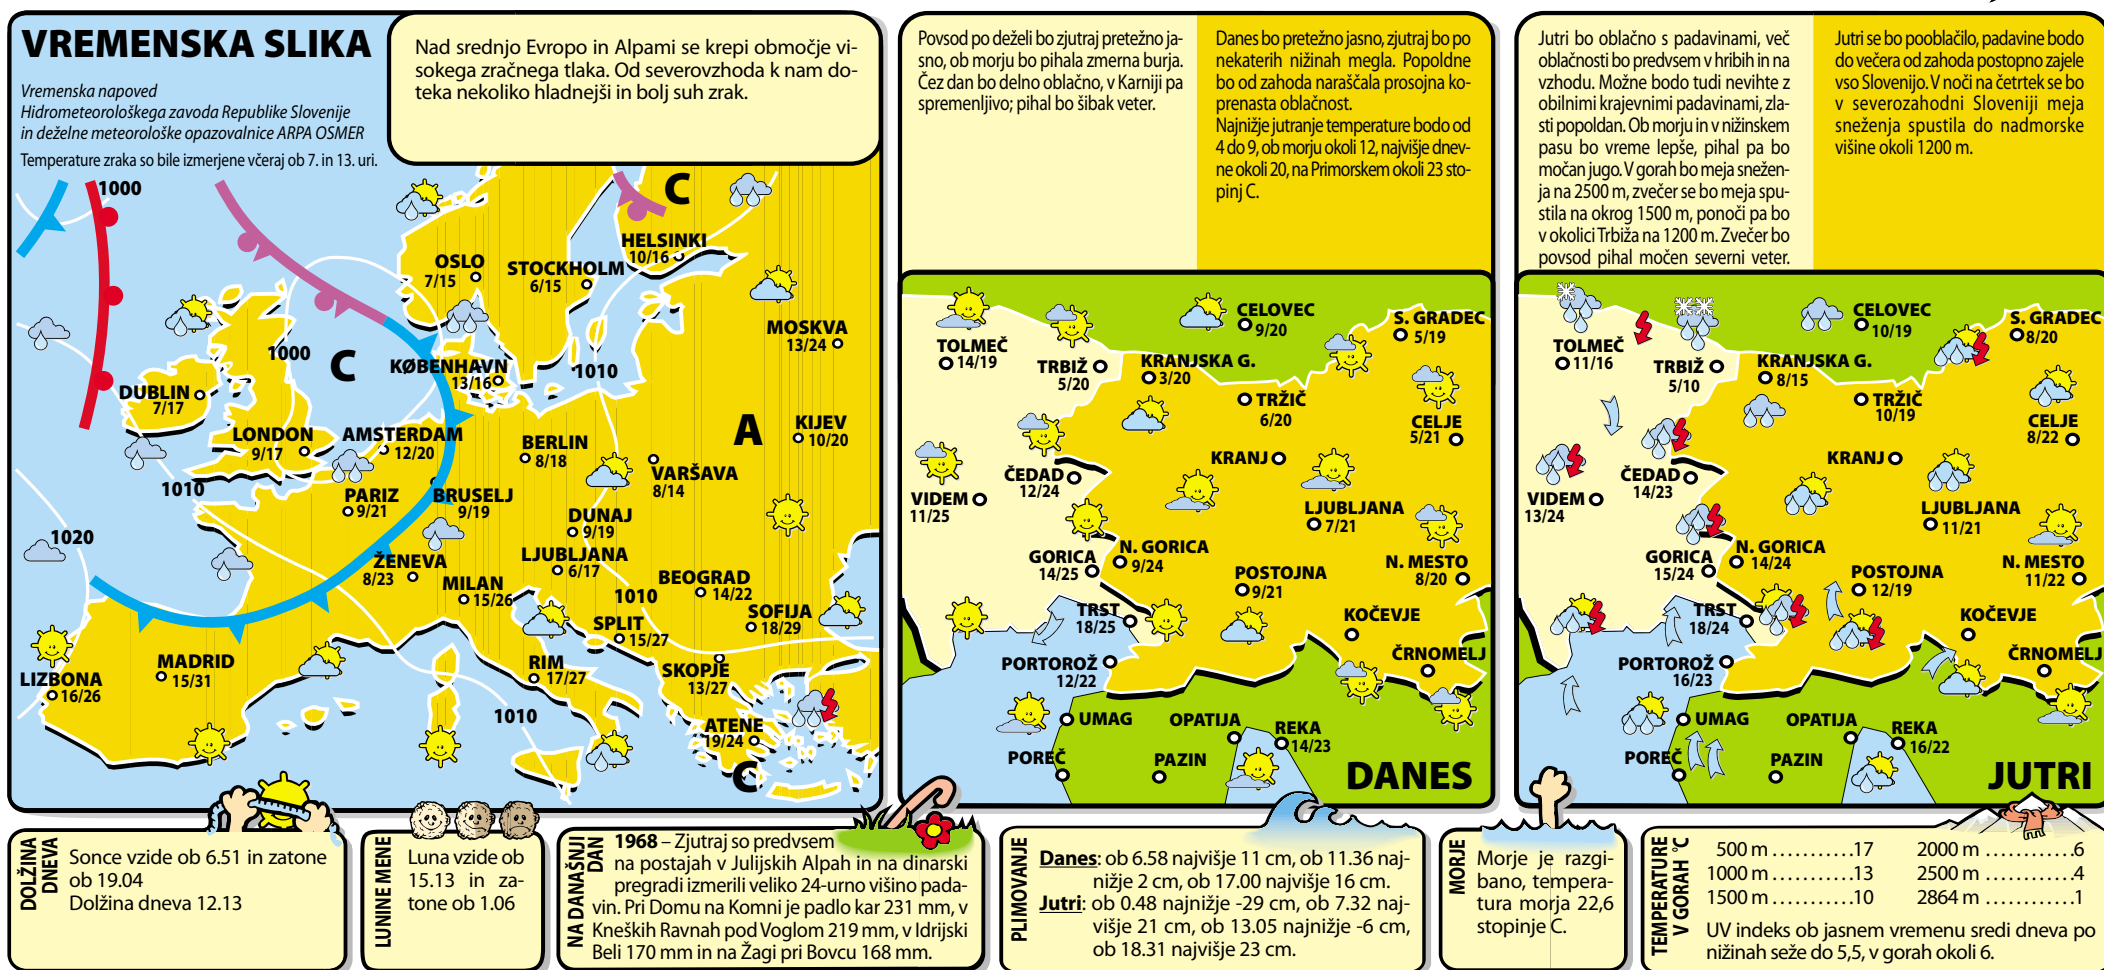 VREMENSKA SLIKA
Vremenska napoved
Hidrometeorološkega zavoda Republike Slovenije
in deželne meteorološke opazovalnice ARPA OSMER
Temperature zraka so bile izmerjene včeraj ob 7. in 13. uri.
Nad srednjo Evropo in Alpami se krepi območje vi-
sokega zračnega tlaka. Od severovzhoda k nam do-
teka nekoliko hladnejši in bolj suh zrak.
1000
C
HELSINKI
10/16
OSLO
7/15
STOCKHOLM
6/15
MOSKVA
13/24
1000
C
KØBENHAVN
13/16
1010
DUBLIN
7/17
LONDON
9/17
AMSTERDAM
12/20
BERLIN
8/18
A
KIJEV
10/20
VARŠAVA
8/14
1010
PARIZ
9/21
BRUSELJ
9/19
DUNAJ
9/19
1020
ŽENEVA
8/23
LJUBLJANA
6/17
MILAN
15/26
BEOGRAD
14/22
1010
SOFIJA
18/29
SPLIT
15/27
MADRID
15/31
LIZBONA
16/26
RIM
17/27
SKOPJE
13/27
1010
ATENE
19/24
C
Povsod po deželi bo zjutraj pretežno ja-
sno, ob morju bo pihala zmerna burja.
Čez dan bo delno oblačno, v Karniji pa
spremenljivo; pihal bo šibak veter.
Danes bo pretežno jasno, zjutraj bo po
nekaterih nižinah megla. Popoldne
bo od zahoda naraščala prosojna ko-
prenasta oblačnost.
Najnižje jutranje temperature bodo od
4 do 9, ob morju okoli 12, najvišje dnev-
ne okoli 20, na Primorskem okoli 23 sto-
pinj C.
CELOVEC
9/20
S. GRADEC
5/19
TOLMEČ
14/19
TRBIŽ
5/20
KRANJSKA G.
3/20
TRŽIČ
6/20
CELJE
5/21
KRANJ
ČEDAD
12/24
VIDEM
11/25
LJUBLJANA
7/21
GORICA
14/25
N. GORICA
9/24
POSTOJNA
9/21
N. MESTO
8/20
TRST
18/25
KOČEVJE
PORTOROŽ
12/22
ČRNOMELJ
UMAG
OPATIJA
REKA
14/23
POREČ
PAZIN
DANES
Jutri bo oblačno s padavinami, več
oblačnosti bo predvsem v hribih in na
vzhodu. Možne bodo tudi nevihte z
obilnimi krajevnimi padavinami, zla-
sti popoldan. Ob morju in v nižinskem
pasu bo vreme lepše, pihal pa bo
močan jugo. V gorah bo meja snežen-
ja na 2500 m, zvečer se bo meja spu-
stila na okrog 1500 m, ponoči pa bo
v okolici Trbiža na 1200 m. Zvečer bo
povsod pihal močen severni veter.
Jutri se bo pooblačilo, padavine bodo
do večera od zahoda postopno zajele
vso Slovenijo. V noči na četrtek se bo
v severozahodni Sloveniji meja
sneženja spustila do nadmorske
višine okoli 1200 m.
CELOVEC
10/19
S. GRADEC
8/20
TOLMEČ
11/16
TRBIŽ
5/10
KRANJSKA G.
8/15
TRŽIČ
10/19
CELJE
8/22
KRANJ
ČEDAD
14/23
VIDEM
13/24
LJUBLJANA
11/21
GORICA
15/24
N. GORICA
14/24
POSTOJNA
12/19
N. MESTO
11/22
TRST
18/24
KOČEVJE
PORTOROŽ
16/23
ČRNOMELJ
UMAG
OPATIJA
REKA
16/22
POREČ
PAZIN
JUTRI
DOLŽINA
DNEVA
Sonce vzide ob 6.51 in zatone
ob 19.04
Dolžina dneva 12.13
LUNINE MENE
Luna vzide ob
15.13 in za-
tone ob 1.06
NA DANAŠNJI
DAN
1968 – Zjutraj so predvsem
na postajah v Julijskih Alpah in na dinarski
pregradi izmerili veliko 24-urno višino pada-
vin. Pri Domu na Komni je padlo kar 231 mm, v
Kneških Ravnah pod Voglom 219 mm, v Idrijski
Beli 170 mm in na Žagi pri Bovcu 168 mm.
PLIMOVANJE
Danes: ob 6.58 najvišje 11 cm, ob 11.36 naj-
nižje 2 cm, ob 17.00 najvišje 16 cm.
Jutri: ob 0.48 najnižje -29 cm, ob 7.32 naj-
višje 21 cm, ob 13.05 najnižje -6 cm,
ob 18.31 najvišje 23 cm.
MORJE
Morje je razgi-
bano, tempera-
tura morja 22,6
stopinje C.
TEMPERATURE
V GORAH °C
500 m ...........17
1000 m ...........13
1500 m ...........10
2000 m ............6
2500 m ............4
2864 m ............1
UV indeks ob jasnem vremenu sredi dneva po
nižinah seže do 5,5, v gorah okoli 6.